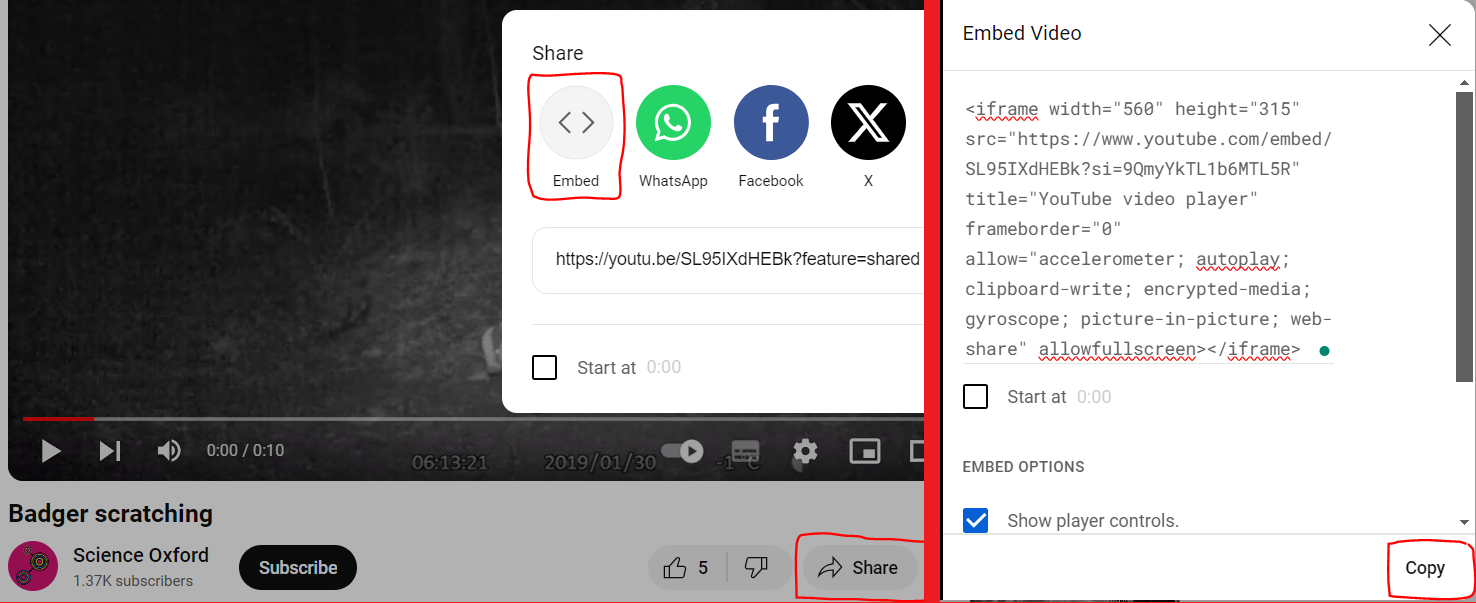 Share
Embed
WhatsApp
Facebook
X
https://youtu.be/SL95IXdHEBk?feature=shared
Start at 0:00
0:00 / 0:10
06:13:21 2019/01/30 -1°C
Badger scratching
Science Oxford
1.37K subscribers
Subscribe
5
Share
Embed Video
<iframe width="560" height="315"
src="https://www.youtube.com/embed/
SL95IXdHEBk?si=9QmyYkTL1b6MTL5R"
title="YouTube video player"
frameborder="0"
allow="accelerometer; autoplay;
clipboard-write; encrypted-media;
gyroscope; picture-in-picture; web-
share" allowfullscreen></iframe>
Start at 0:00
EMBED OPTIONS
Show player controls.
Copy